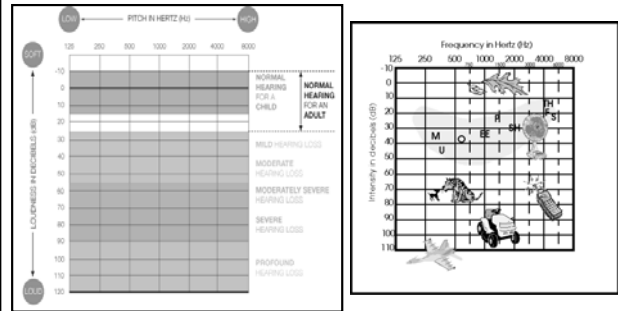 LOW
PITCH IN HERTZ (Hz)
HIGH
125 250 500 1000 2000 4000 8000
SOFT
LOUDNESS IN DECIBELS (dB)
LOUD
-10
0
10
20
30
40
50
60
70
80
90
100
110
120
NORMAL
HEARING
FOR A
CHILD
NORMAL
HEARING
FOR AN
ADULT
MILD HEARING LOSS
MODERATE
HEARING LOSS
MODERATELY SEVERE
HEARING LOSS
SEVERE
HEARING LOSS
PROFOUND
HEARING LOSS
Frequency in Hertz (Hz)
125 250 500 1000 2000 4000 8000
Intensity in decibels (dB)
-10
0
10
20
30
40
50
60
70
80
90
100
110
TH
F
S
SH
EE
O
M
U